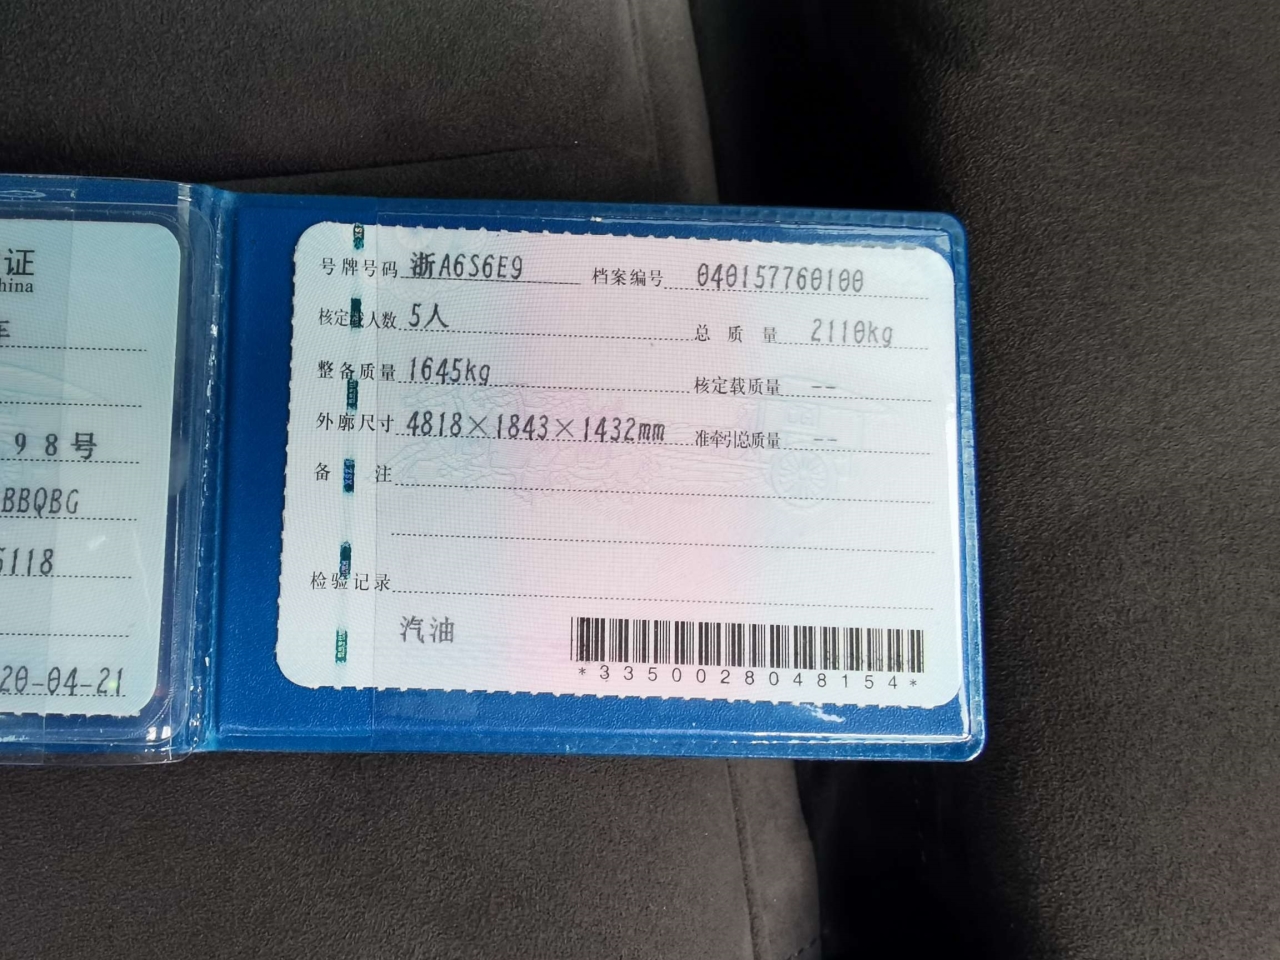 证
China
车
98号
BBQBG
5118
20-04-21
号牌号码 浙A6S6E9 档案编号 040157760100
核定载人数 5人 总质量 2110kg
整备质量 1645kg 核定载质量 --
外廓尺寸 4818×1843×1432mm 准牵引总质量 --
备注
检验记录
汽油
*3350028048154*